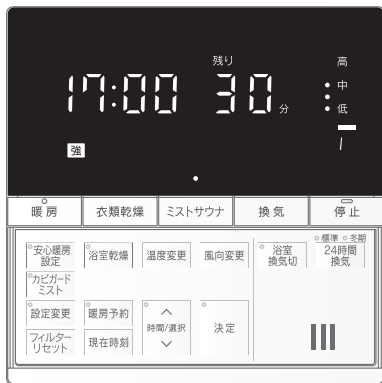 残り 高
17:00 30分 中
低
強
暖房 衣類乾燥 ミストサウナ 換気 停止
標準 冬期
安心暖房
設定
浴室乾燥
温度変更
風向変更
浴室
換気切
24時間
換気
カビガード
ミスト
設定変更
暖房予約
時間/選択
決定
フィルター
リセット
現在時刻